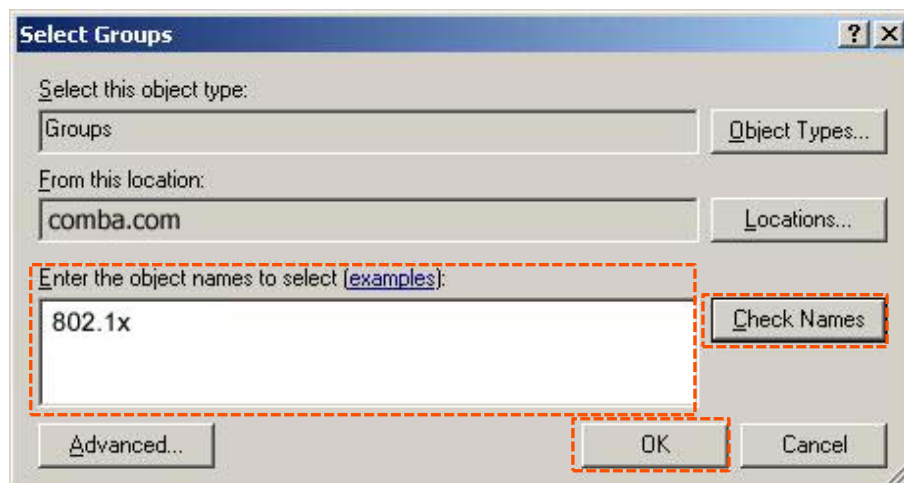 Select Groups
Select this object type:
Groups
Object Types...
From this location:
comba.com
Locations...
Enter the object names to select (examples):
802.1x
Check Names
Advanced...
OK
Cancel